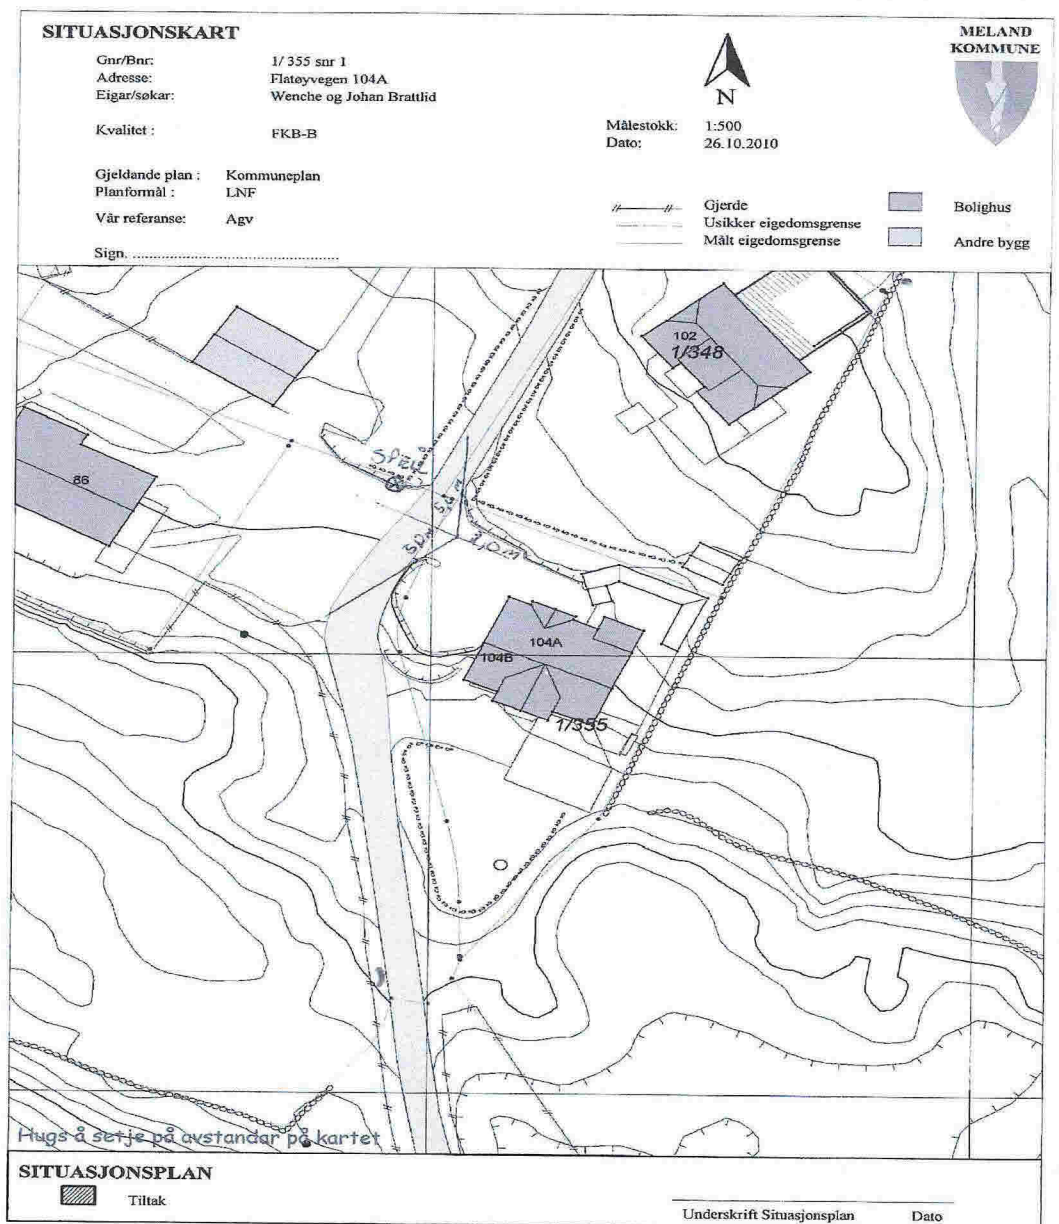 SITUASJONSKART
MELAND
KOMMUNE
Gnr/Bnr: 1/ 355 snr 1
Adresse: Flatøyvegen 104A
Eigar/søkar: Wenche og Johan Brattlid
N
Kvalitet : FKB-B
Målestokk: 1:500
Dato: 26.10.2010
Gjeldande plan : Kommuneplan
Planformål : LNF
Vår referanse: Agv
Sign. ........................................................
Gjerde
Usikker eigedomsgrense
Målt eigedomsgrense
Bolighus
Andre bygg
102
1/348
SPEIL
86
3,0 m
104A
104B
1/355
Hugs å setje på avstandar på kartet
SITUASJONSPLAN
Tiltak
Underskrift Situasjonsplan Dato